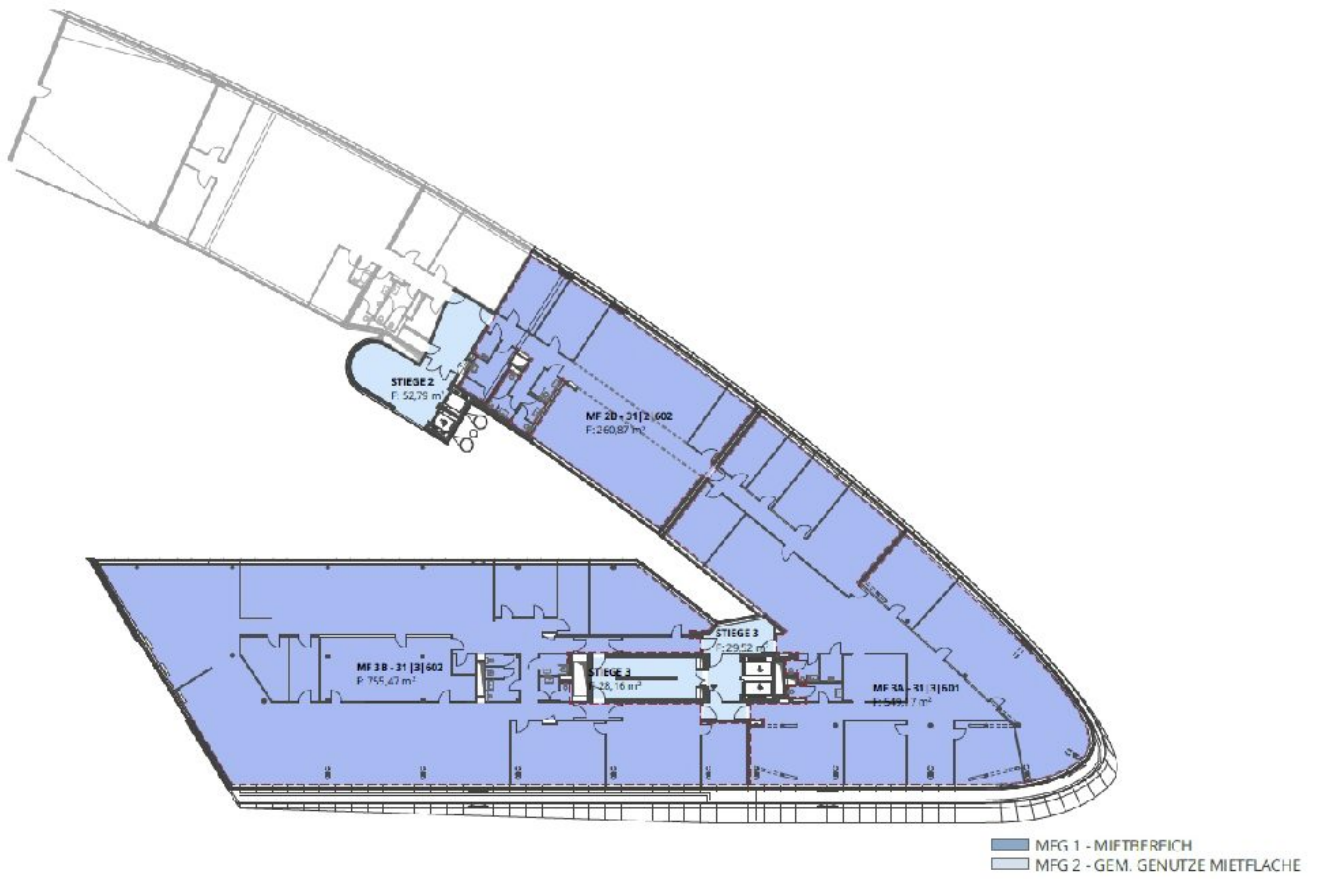 STIEGE 2
F: 52,79 m²
MF 2B - 31|2|602
F: 260,87 m²
STIEGE 3
F: 29,52 m²
MF 3B - 31|3|602
F: 755,47 m²
STIEGE 3
F: 28,16 m²
MF 3A - 31|3|601
MFG 1 - MIETBEREICH
MFG 2 - GEM. GENUTZE MIETFLÄCHE